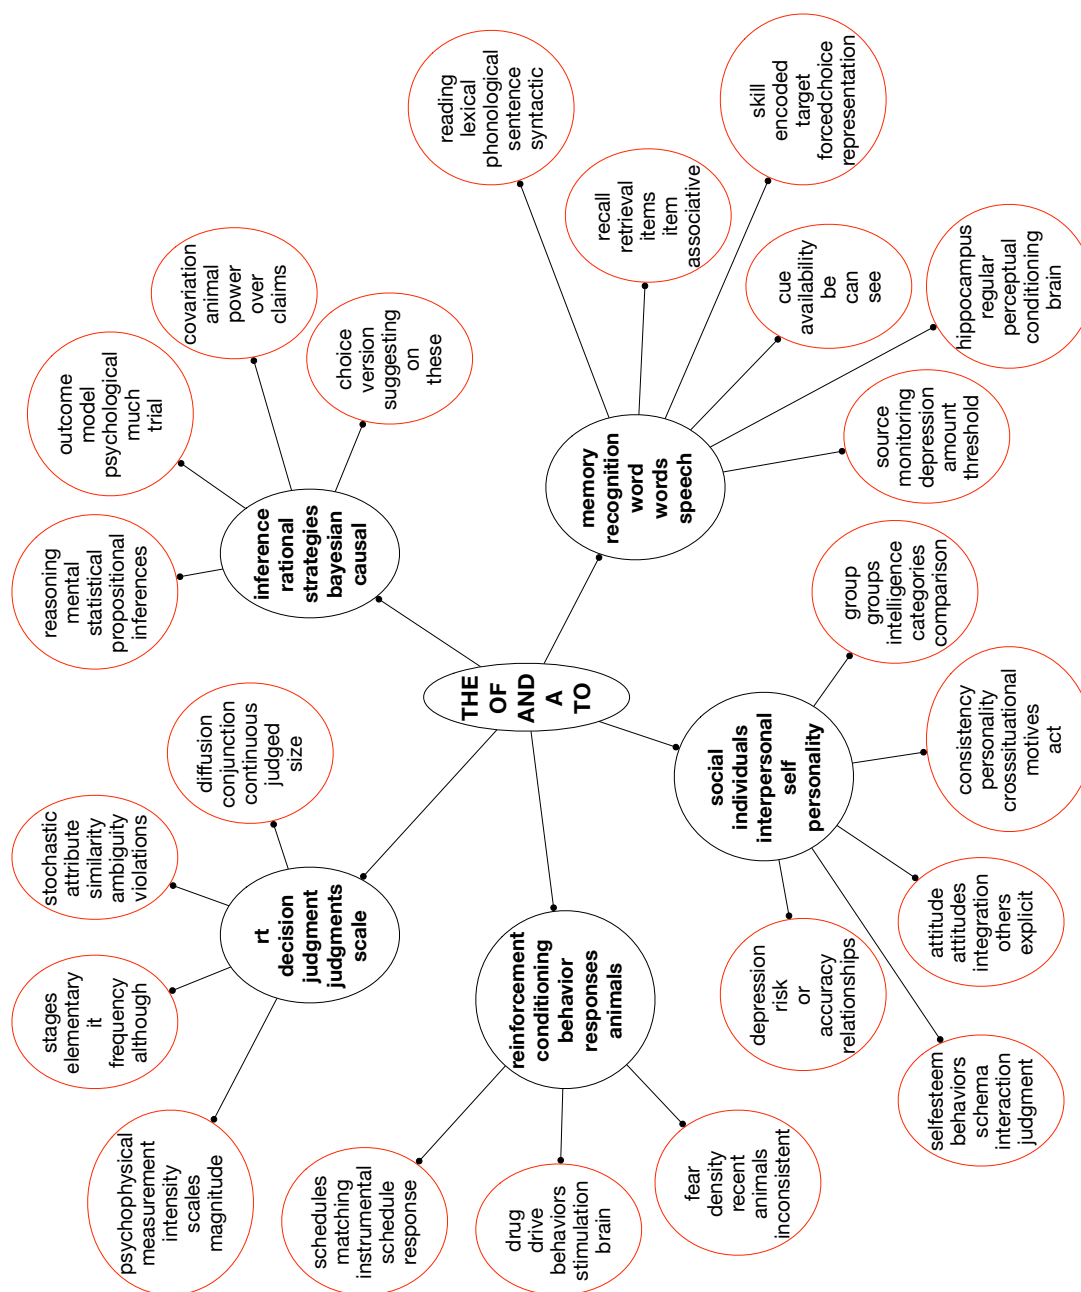 reading
lexical
phonological
sentence
syntactic
skill
encoded
target
forcedchoice
representation
recall
retrieval
items
item
associative
covariation
animal
power
over
claims
cue
availability
be
can
see
hippocampus
regular
perceptual
conditioning
brain
choice
version
suggesting
on
these
outcome
model
psychological
much
trial
source
monitoring
depression
amount
threshold
memory
recognition
word
words
speech
inference
rational
strategies
bayesian
causal
reasoning
mental
statistical
propositional
inferences
group
groups
intelligence
categories
comparison
THE
OF
AND
A
TO
diffusion
conjunction
continuous
judged
size
consistency
personality
crosssituational
motives
act
social
individuals
interpersonal
self
personality
stochastic
attribute
similarity
ambiguity
violations
rt
decision
judgment
judgments
scale
attitude
attitudes
integration
others
explicit
depression
risk
or
accuracy
relationships
stages
elementary
it
frequency
although
reinforcement
conditioning
behavior
responses
animals
selfesteem
behaviors
schema
interaction
judgment
psychophysical
measurement
intensity
scales
magnitude
schedules
matching
instrumental
schedule
response
drug
drive
behaviors
stimulation
brain
fear
density
recent
animals
inconsistent